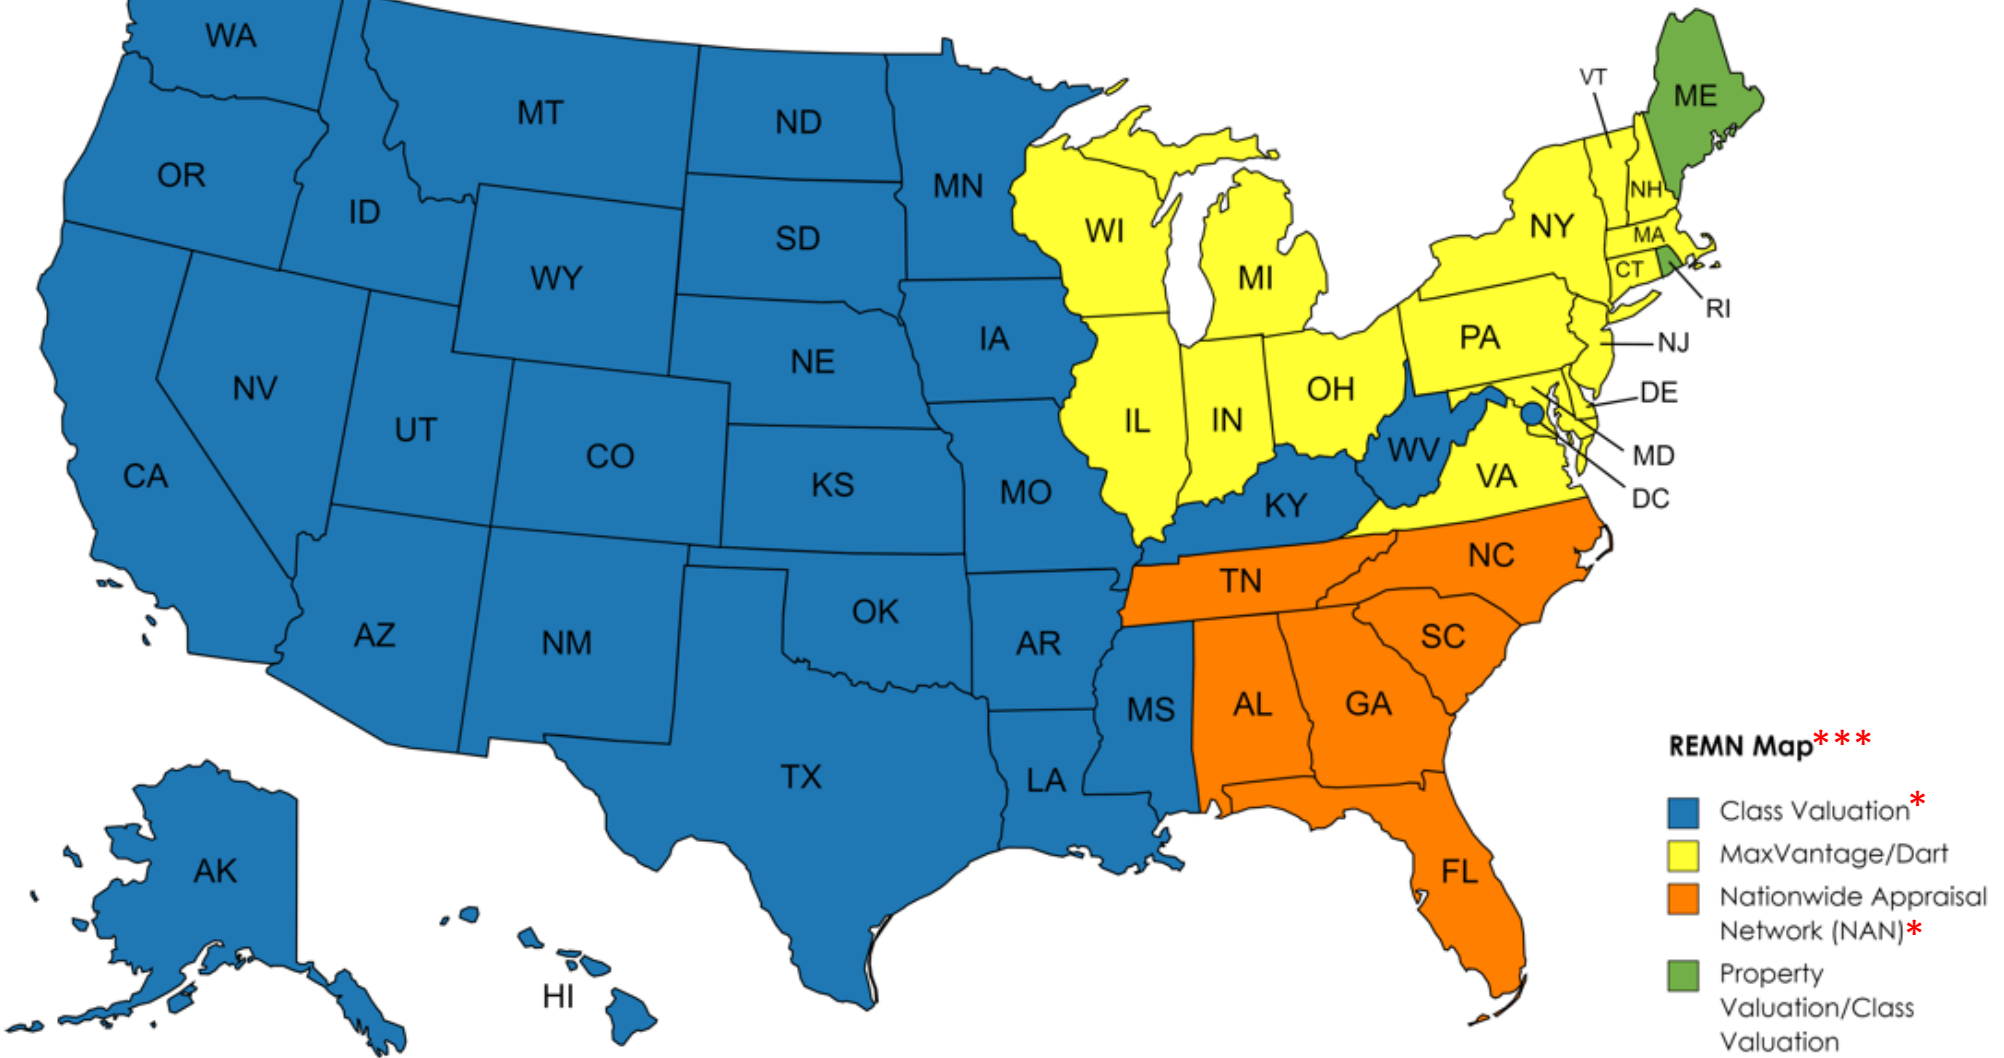 WA
MT
ND
MN
OR
ID
SD
WY
WI
MI
VT
ME
NH
NY
MA
CT
RI
IA
NE
PA
NJ
NV
UT
CO
IL
IN
OH
DE
MD
DC
CA
KS
MO
KY
WV
VA
NC
TN
OK
AZ
NM
AR
SC
MS
AL
GA
TX
LA
AK
FL
HI
REMN Map***
Class Valuation*
MaxVantage/Dart
Nationwide Appraisal
Network (NAN)*
Property
Valuation/Class
Valuation